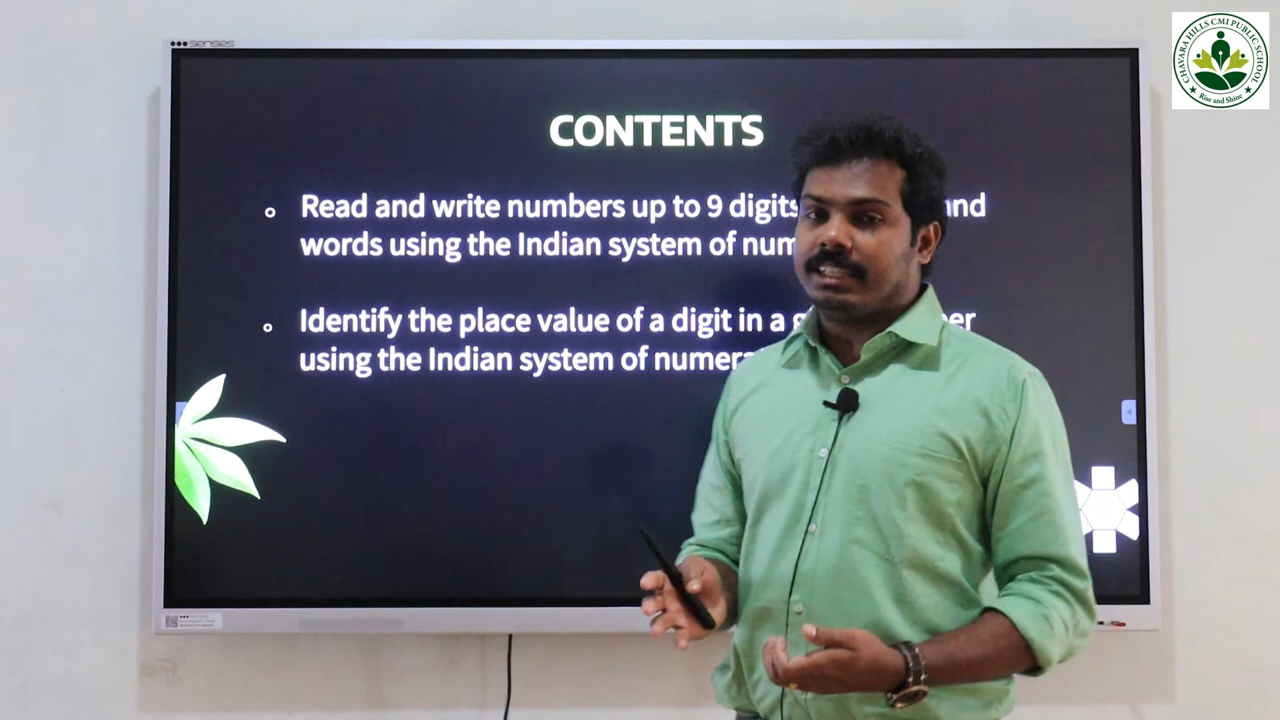 senses
CHAVARA HILLS CMI PUBLIC SCHOOL
Rise and Shine
CONTENTS
Read and write numbers up to 9 digits and
words using the Indian system of num
Identify the place value of a digit in a g er
using the Indian system of numera